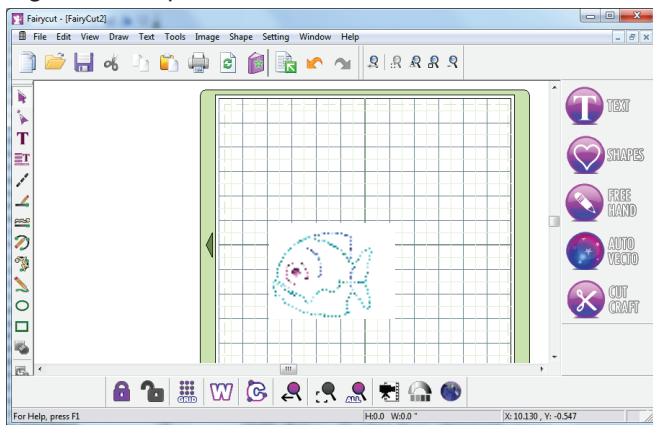 Fairycut - [FairyCut2]
File Edit View Draw Text Tools Image Shape Setting Window Help
TEXT
SHAPES
FREE
HAND
AUTO
VECTO
CUT
CRAFT
GRID
ALL
For Help, press F1 H:0.0 W:0.0 " X: 10.130 , Y: -0.547